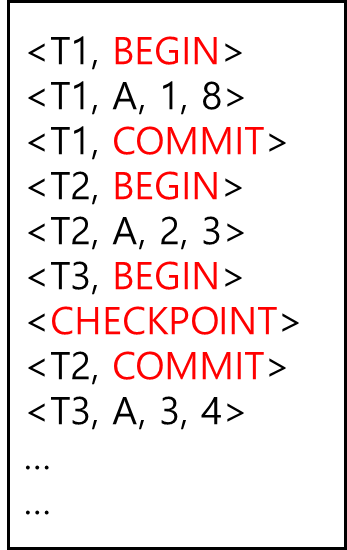 <T1, BEGIN>
<T1, A, 1, 8>
<T1, COMMIT>
<T2, BEGIN>
<T2, A, 2, 3>
<T3, BEGIN>
<CHECKPOINT>
<T2, COMMIT>
<T3, A, 3, 4>
...
...